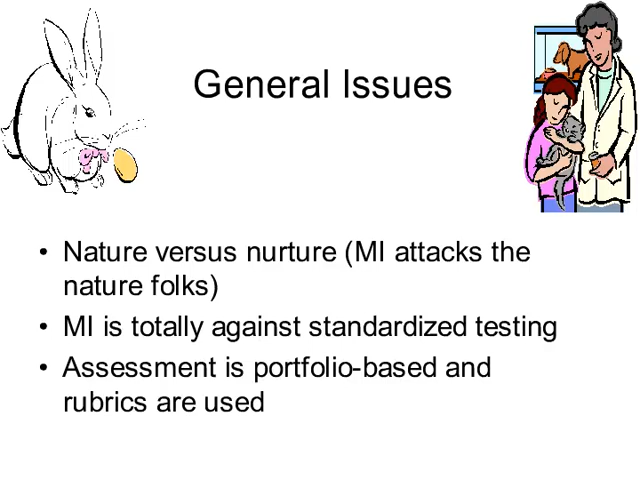 General Issues
• Nature versus nurture (MI attacks the
nature folks)
• MI is totally against standardized testing
• Assessment is portfolio-based and
rubrics are used